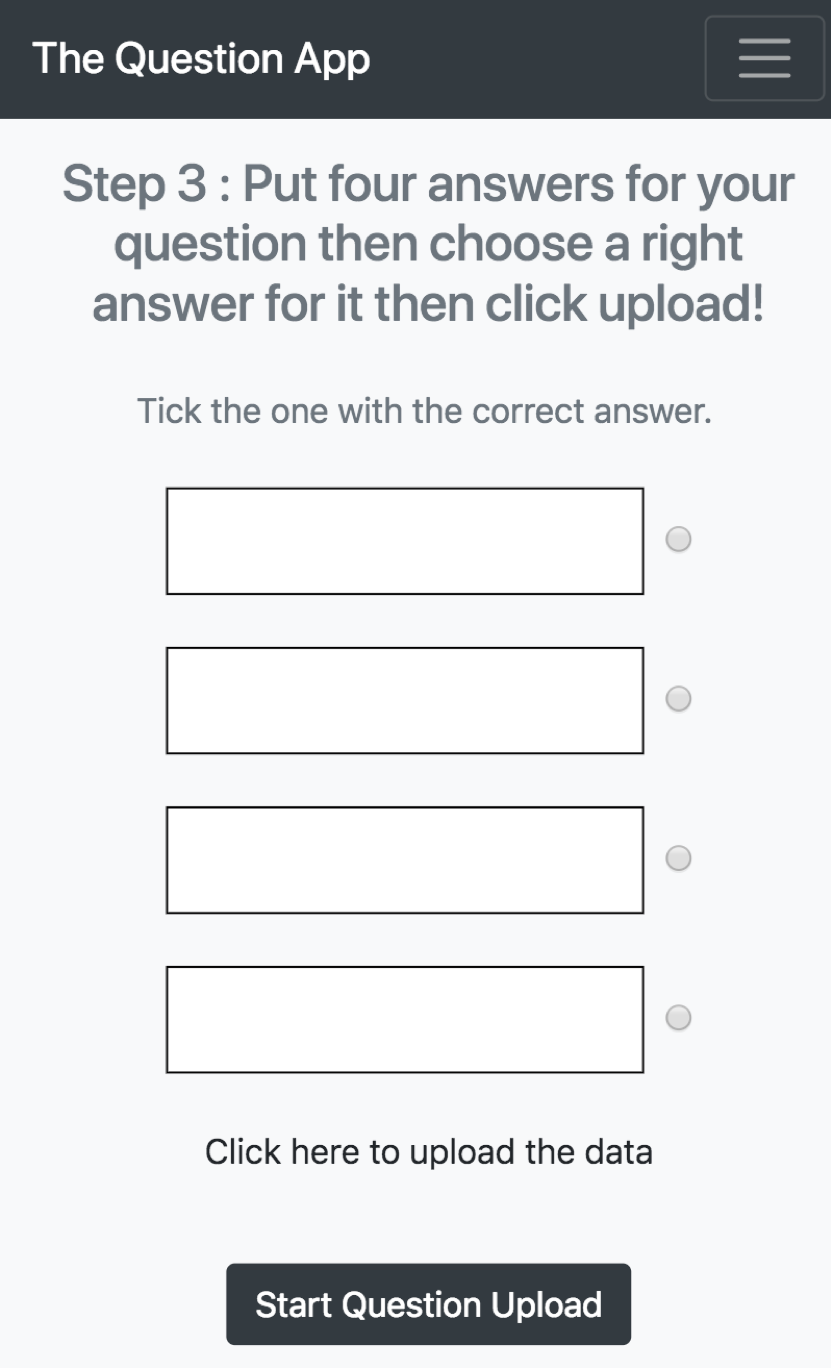 The Question App
Step 3 : Put four answers for your
question then choose a right
answer for it then click upload!
Tick the one with the correct answer.
Click here to upload the data
Start Question Upload